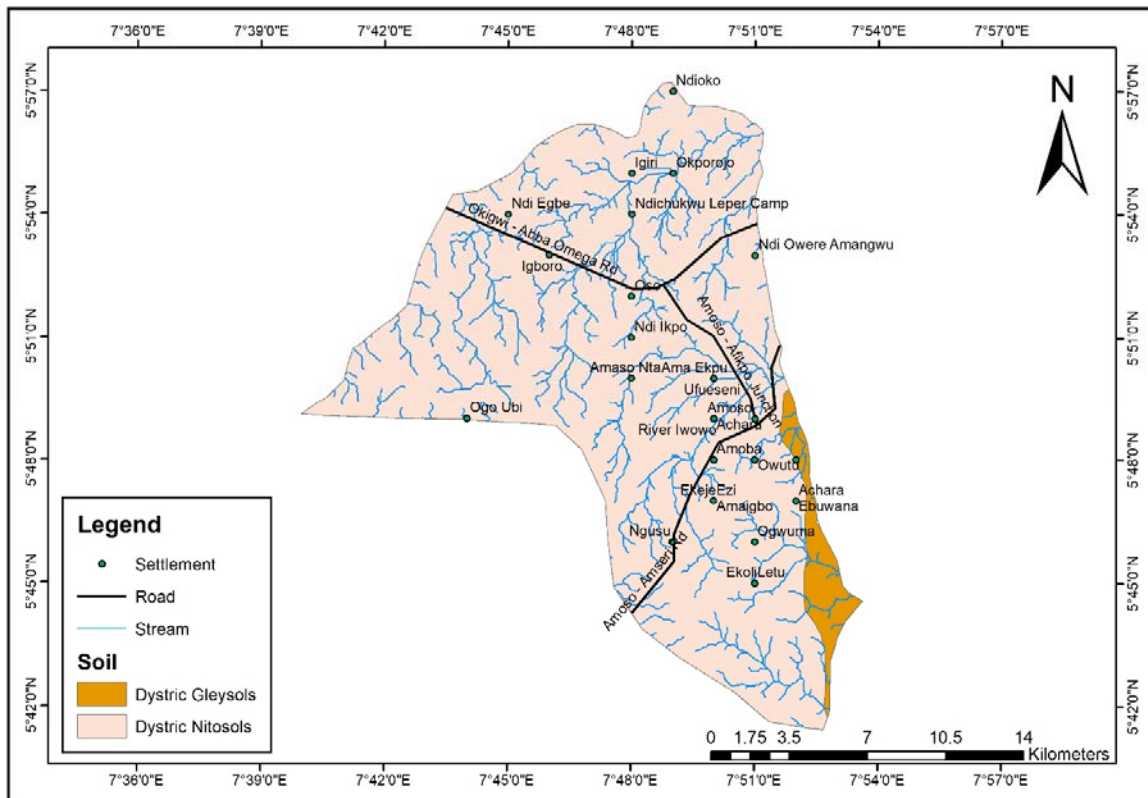 7°36'0"E 7°39'0"E 7°42'0"E 7°45'0"E 7°48'0"E 7°51'0"E 7°54'0"E 7°57'0"E
5°57'0"N
5°57'0"N
5°54'0"N
5°54'0"N
5°51'0"N
5°51'0"N
5°48'0"N
5°48'0"N
5°45'0"N
5°45'0"N
5°42'0"N
5°42'0"N
N
Ndioko
Igiri
Okporojo
Ndi Egbe
Ndichukwu Leper Camp
Okigwi - Abba Omega Rd
Ndi Owere Amangwu
Igboro
Oso
Amoso - Afikpo Junction
Ndi Ikpo
Amaso Nta
Ama Ekpu
Ufueseni
Ogo Ubi
Amoso
River Iwowo
Achara
Amoba
Owutu
EkejeEzi
Achara
Amaigbo
Ebuwana
Ngusu
Ogwuma
Amoso - Amseri Rd
EkoliLetu
Legend
Settlement
Road
Stream
Soil
Dystric Gleysols
Dystric Nitosols
0 1.75 3.5 7 10.5 14
Kilometers
7°36'0"E 7°39'0"E 7°42'0"E 7°45'0"E 7°48'0"E 7°51'0"E 7°54'0"E 7°57'0"E